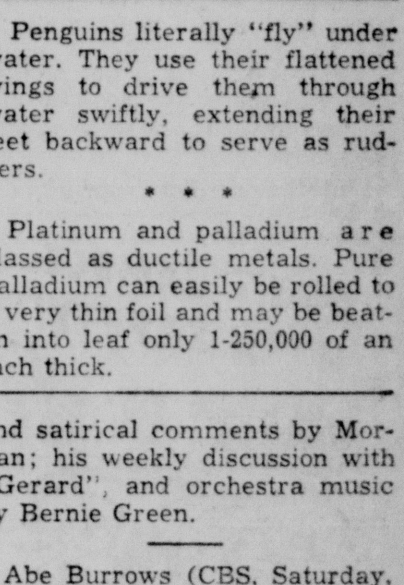 Penguins literally "fly" under
ater. They use their flattened
ings to drive them through
ater swiftly, extending their
eet backward to serve as rud-
ers.
* * *
Platinum and palladium are
lassed as ductile metals. Pure
alladium can easily be rolled to
very thin foil and may be beat-
n into leaf only 1-250,000 of an
nch thick.
nd satirical comments by Mor-
an; his weekly discussion with
Gerard", and orchestra music
y Bernie Green.
Abe Burrows (CBS, Saturday,